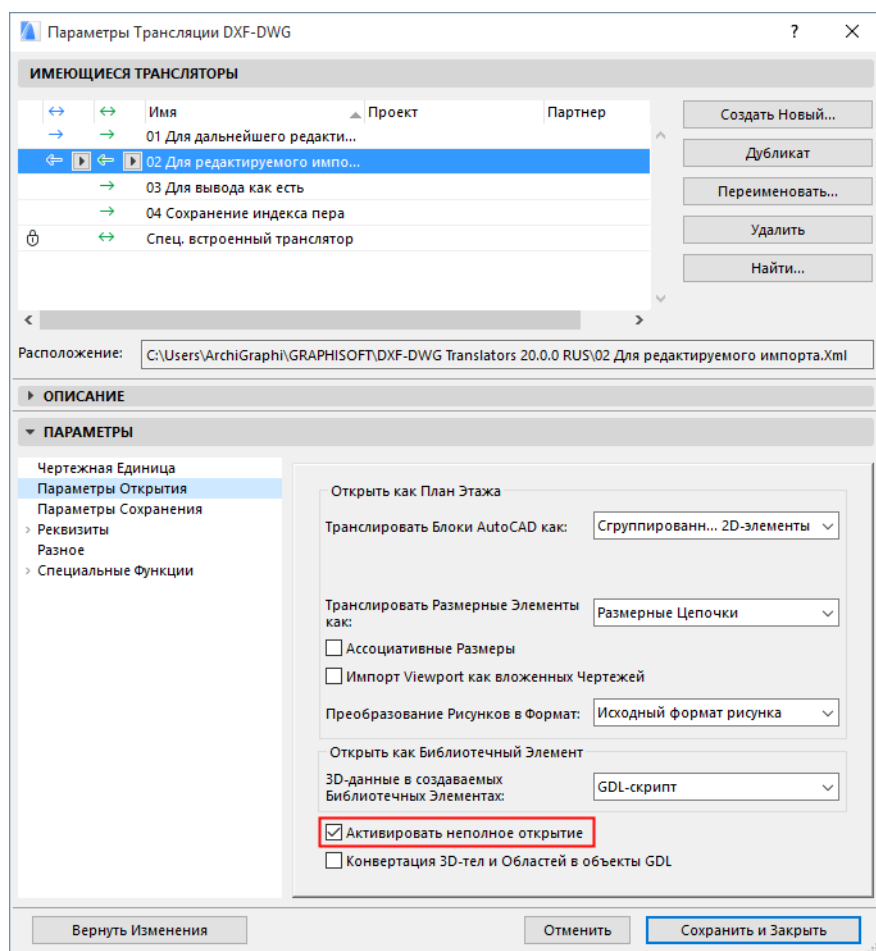 Параметры Трансляции DXF-DWG
?
ИМЕЮЩИЕСЯ ТРАНСЛЯТОРЫ
Имя
Проект
Партнер
01 Для дальнейшего редакти...
02 Для редактируемого импо...
03 Для вывода как есть
04 Сохранение индекса пера
Спец. встроенный транслятор
Создать Новый...
Дубликат
Переименовать...
Удалить
Найти...
Расположение:
C:\Users\ArchiGraphi\GRAPHISOFT\DXF-DWG Translators 20.0.0 RUS\02 Для редактируемого импорта.Xml
ОПИСАНИЕ
ПАРАМЕТРЫ
Чертежная Единица
Параметры Открытия
Параметры Сохранения
Реквизиты
Разное
Специальные Функции
Открыть как План Этажа
Транслировать Блоки AutoCAD как:
Сгруппированн... 2D-элементы
Транслировать Размерные Элементы
как:
Размерные Цепочки
Ассоциативные Размеры
Импорт Viewport как вложенных Чертежей
Преобразование Рисунков в Формат:
Исходный формат рисунка
Открыть как Библиотечный Элемент
3D-данные в создаваемых
Библиотечных Элементах:
GDL-скрипт
Активировать неполное открытие
Конвертация 3D-тел и Областей в объекты GDL
Вернуть Изменения
Отменить
Сохранить и Закрыть